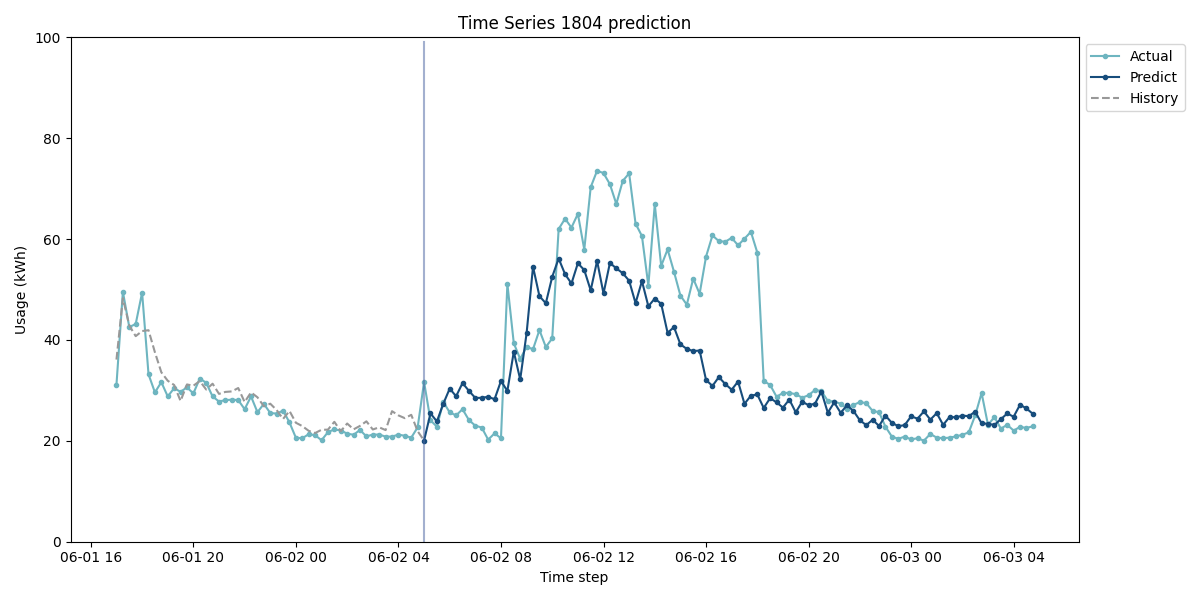 Time Series 1804 prediction
Usage (kWh)
100
80
60
40
20
0
06-01 16
06-01 20
06-02 00
06-02 04
06-02 08
06-02 12
06-02 16
06-02 20
06-03 00
06-03 04
Time step
Actual
Predict
History